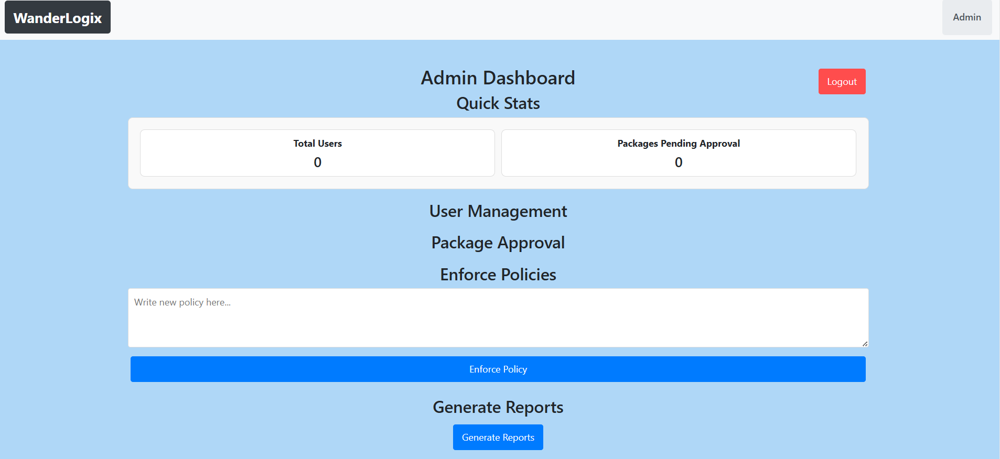 WanderLogix
Admin
Admin Dashboard
Logout
Quick Stats
Total Users
0
Packages Pending Approval
0
User Management
Package Approval
Enforce Policies
Write new policy here...
Enforce Policy
Generate Reports
Generate Reports